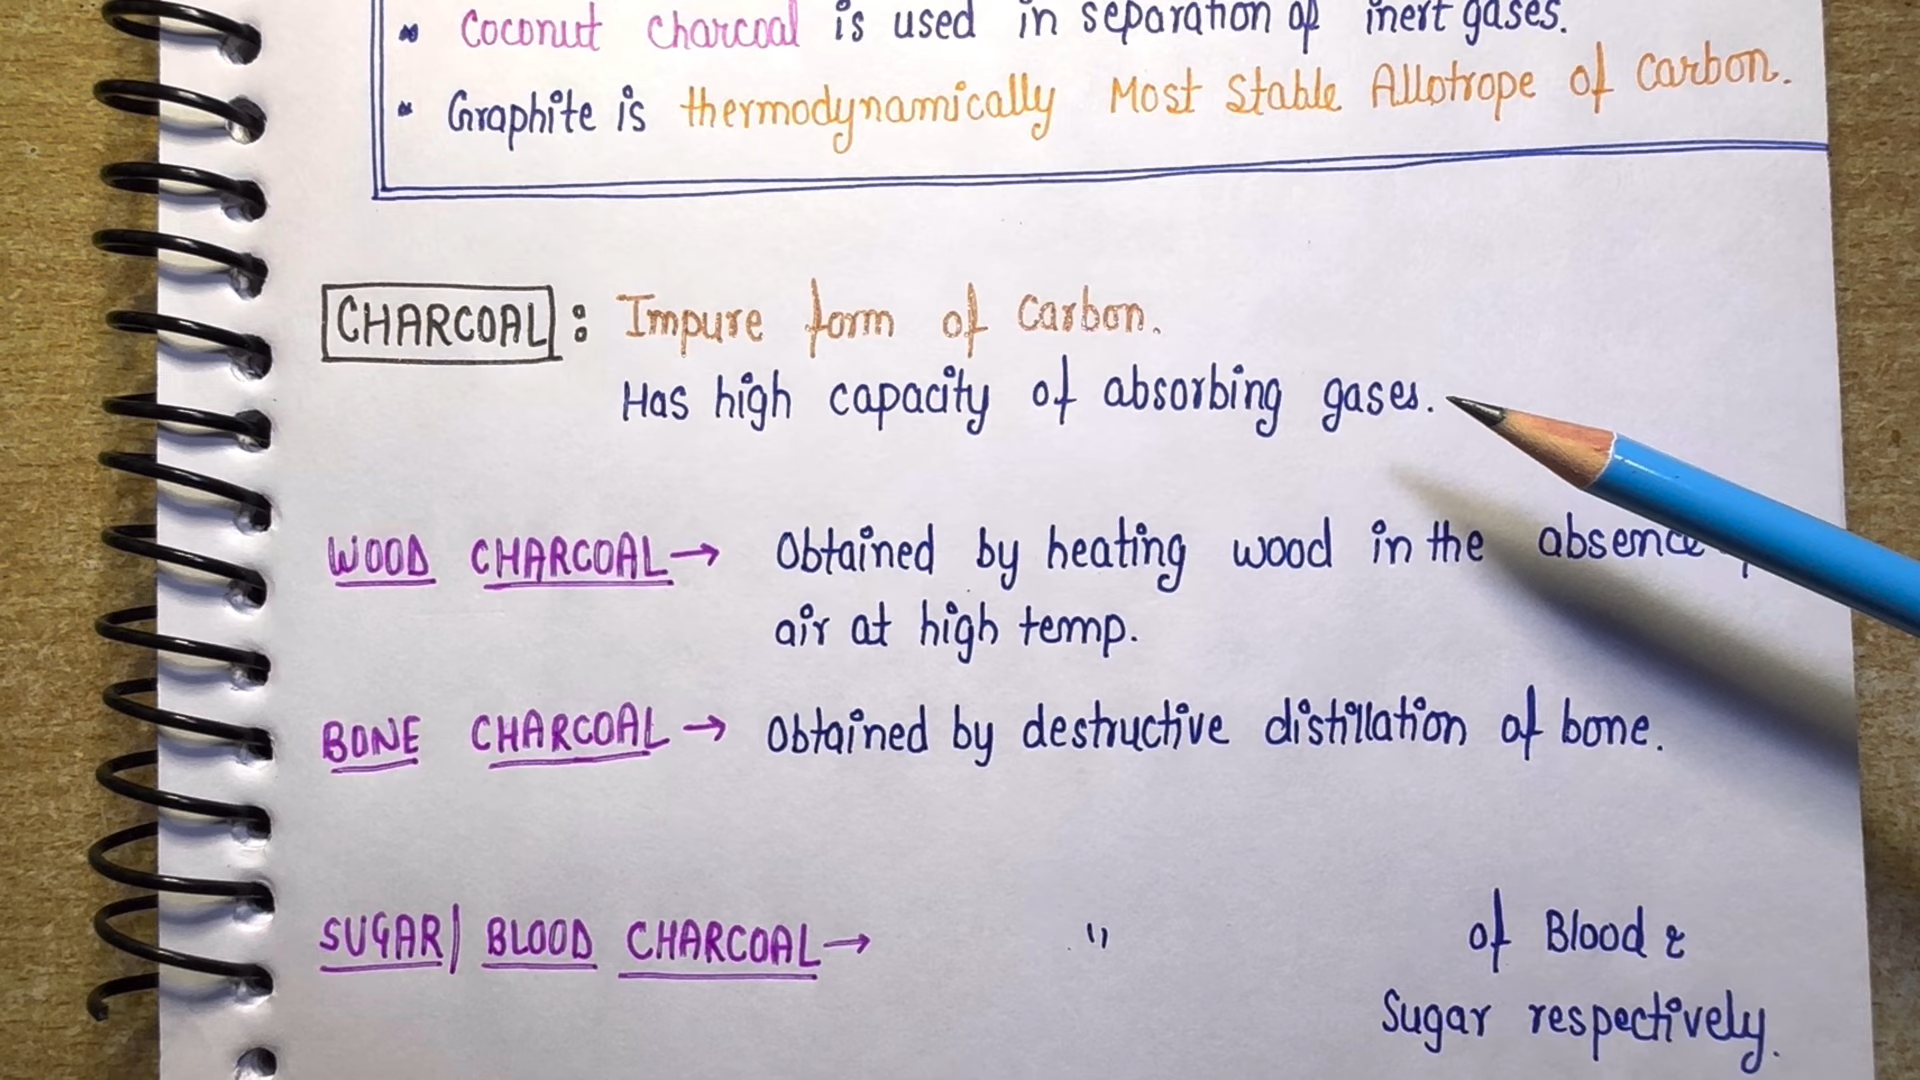 Coconut charcoal is used in separation of inert gases.
Graphite is thermodynamically Most Stable Allotrope of Carbon.
CHARCOAL : Impure form of Carbon.
Has high capacity of absorbing gases.
WOOD CHARCOAL → Obtained by heating wood in the absence
air at high temp.
BONE CHARCOAL → Obtained by destructive distillation of bone.
SUGAR/ BLOOD CHARCOAL → " of Blood &
Sugar respectively.